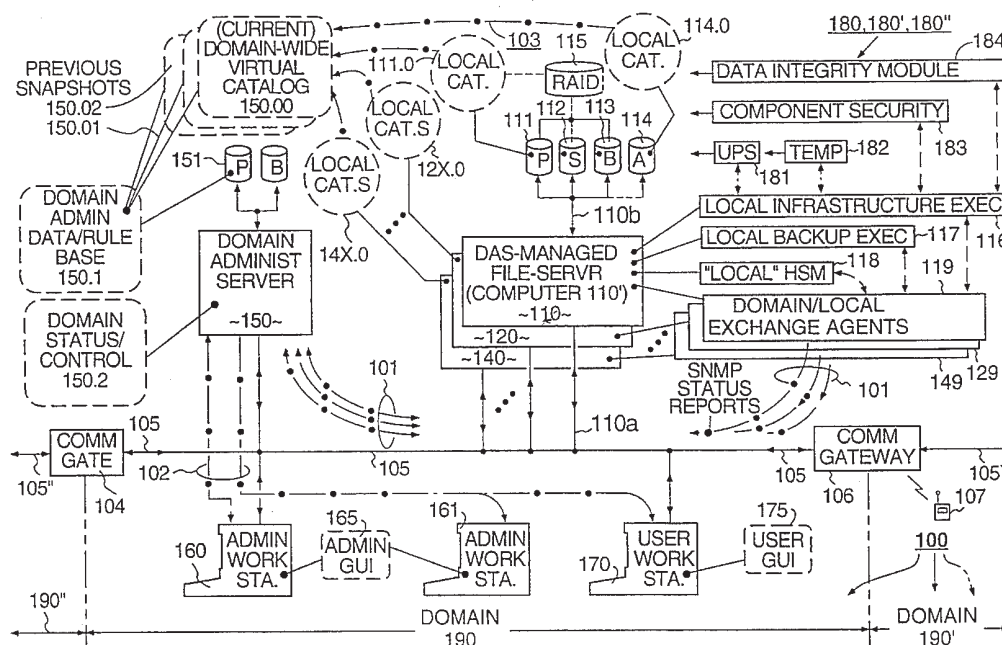 (CURRENT)
DOMAIN-WIDE
VIRTUAL
CATALOG
150.00
PREVIOUS
SNAPSHOTS
150.02
150.01
103
111.0
LOCAL
CAT.
115
RAID
LOCAL
CAT.
114.0
180,180',180"
184
DATA INTEGRITY MODULE
COMPONENT SECURITY
183
UPS
181
TEMP
182
LOCAL INFRASTRUCTURE EXEC
116
LOCAL BACKUP EXEC
117
"LOCAL" HSM
118
119
DOMAIN/LOCAL
EXCHANGE AGENTS
129
149
112
113
111
114
P
S
B
A
110b
LOCAL
CAT.S
12X.0
LOCAL
CAT.S
14X.0
151
P
B
DOMAIN
ADMIN
DATA/RULE
BASE
150.1
DOMAIN
ADMINIST
SERVER
~150~
DOMAIN
STATUS/
CONTROL
150.2
DAS-MANAGED
FILE-SERVR
(COMPUTER 110')
~110~
~120~
~140~
101
SNMP
STATUS
REPORTS
101
110a
COMM
GATE
104
105"
105
102
105
105
COMM
GATEWAY
106
105'
107
100
160
ADMIN
WORK
STA.
165
ADMIN
GUI
161
ADMIN
WORK
STA.
170
USER
WORK
STA.
175
USER
GUI
190"
DOMAIN
190
DOMAIN
190'